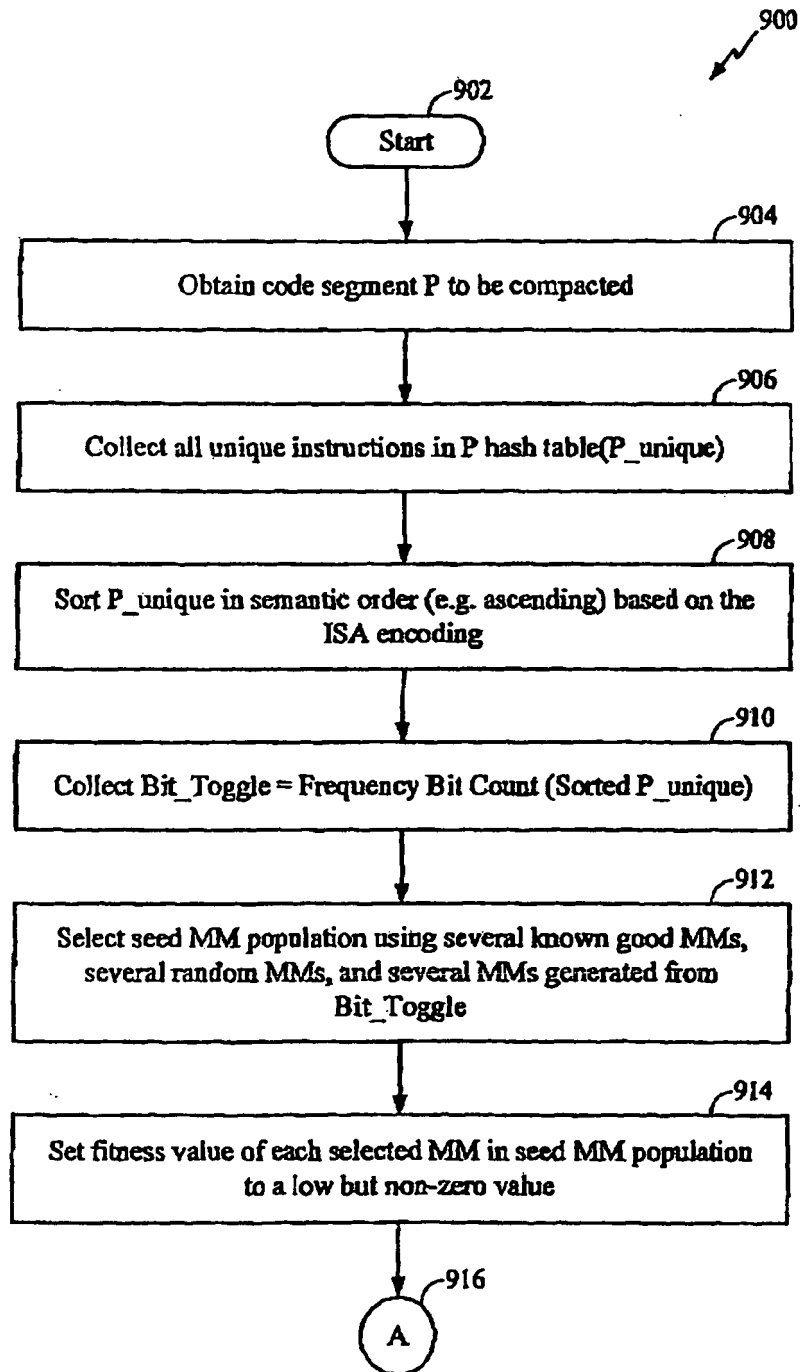 900
902
Start
904
Obtain code segment P to be compacted
906
Collect all unique instructions in P hash table(P_unique)
908
Sort P_unique in semantic order (e.g. ascending) based on the
ISA encoding
910
Collect Bit_Toggle = Frequency Bit Count (Sorted P_unique)
912
Select seed MM population using several known good MMs,
several random MMs, and several MMs generated from
Bit_Toggle
914
Set fitness value of each selected MM in seed MM population
to a low but non-zero value
916
A